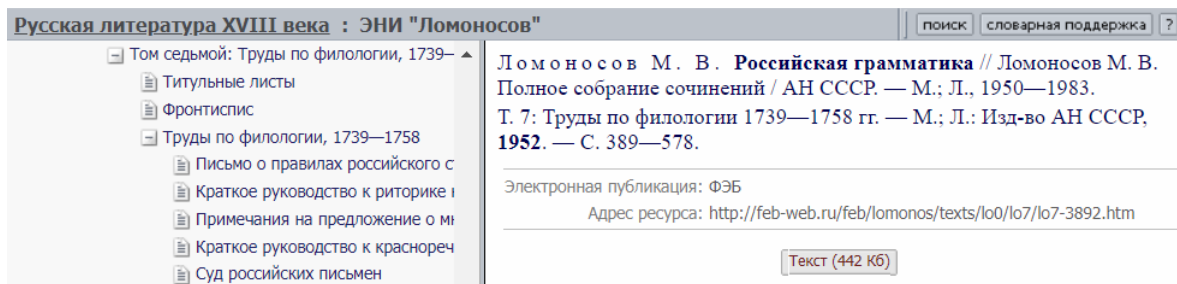 Русская литература XVIII века : ЭНИ "Ломоносов"
поиск словарная поддержка ?
Том седьмой: Труды по филологии, 1739–
Титульные листы
Фронтиспис
Труды по филологии, 1739—1758
Письмо о правилах российского
Краткое руководство к риторике
Примечания на предложение о
Краткое руководство к
Суд российских письмен
Ломоносов М. В. Российская грамматика // Ломоносов М. В.
Полное собрание сочинений / АН СССР. — М.; Л., 1950—1983.
Т. 7: Труды по филологии 1739—1758 гг. — М.; Л.: Изд-во АН СССР,
1952. — С. 389—578.
Электронная публикация: ФЭБ
Адрес ресурса: http://feb-web.ru/feb/lomonos/texts/lo0/lo7/lo7-3892.htm
Текст (442 Кб)